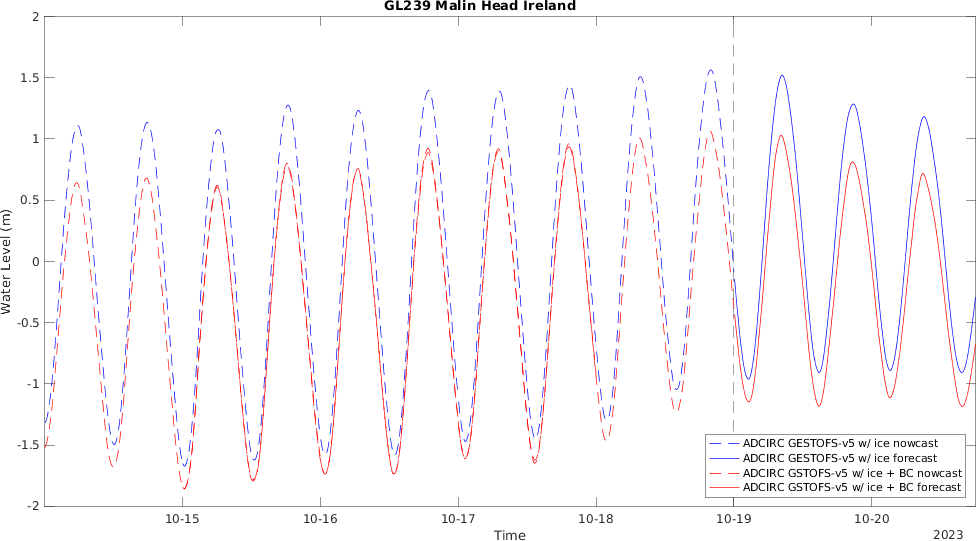 GL239 Malin Head Ireland
2
1.5
1
0.5
0
-0.5
-1
-1.5
-2
Water Level (m)
ADCIRC GESTOFS-v5 w/ ice nowcast
ADCIRC GESTOFS-v5 w/ ice forecast
ADCIRC GSTOFS-v5 w/ ice + BC nowcast
ADCIRC GSTOFS-v5 w/ ice + BC forecast
10-15 10-16 10-17 10-18 10-19 10-20
Time
2023